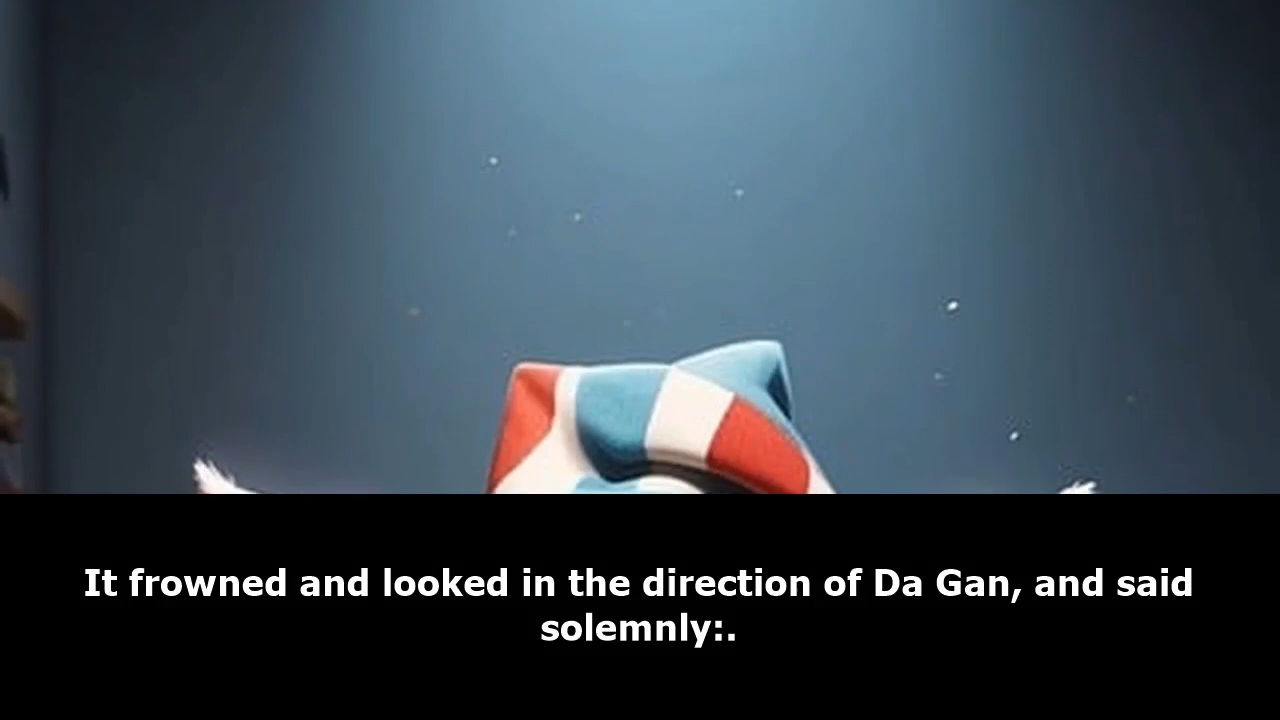 It frowned and looked in the direction of Da Gan, and said
solemnly:.